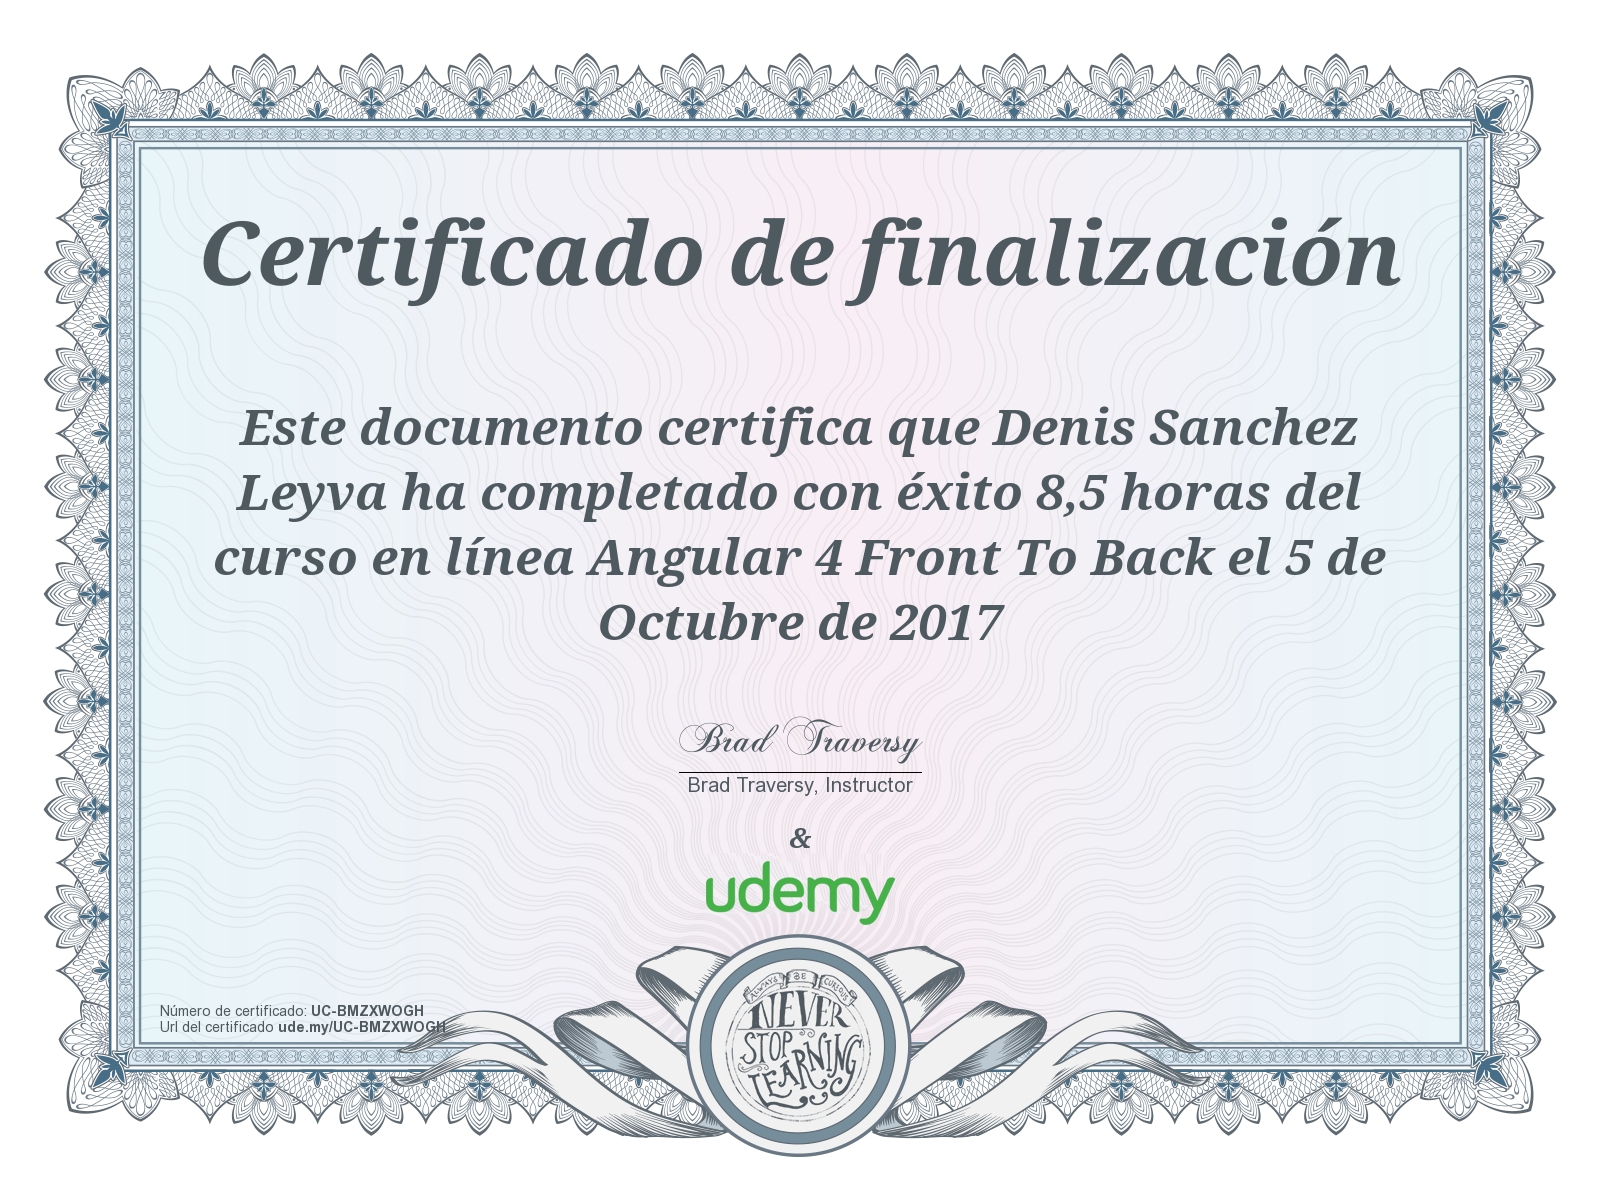 Certificado de finalización
Este documento certifica que Denis Sanchez
Leyva ha completado con éxito 8,5 horas del
curso en línea Angular 4 Front To Back el 5 de
Octubre de 2017
Brad Traversy
Brad Traversy, Instructor
&
udemy
Número de certificado: UC-BMZXWOGH
Url del certificado ude.my/UC-BMZXWOGH
ALWAYS BE CURIOUS
NEVER
STOP
LEARNING